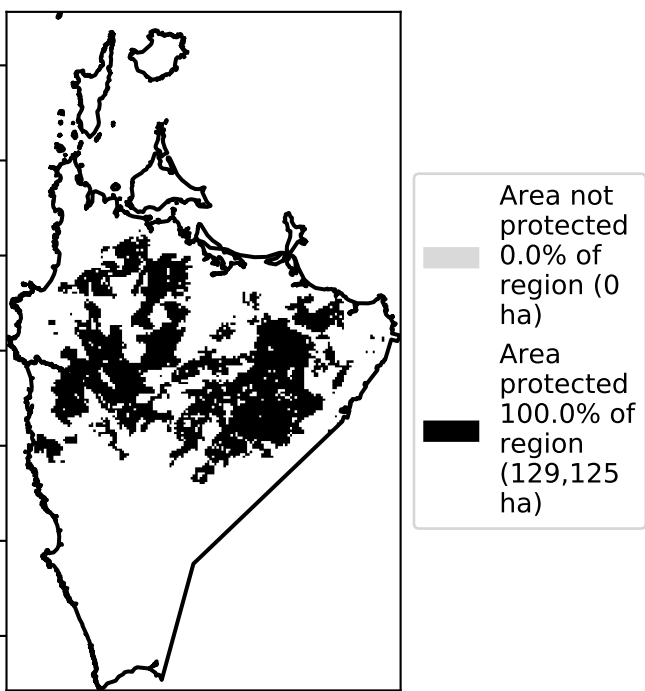 Area not
protected
0.0% of
region (0
ha)
Area
protected
100.0% of
region
(129,125
ha)